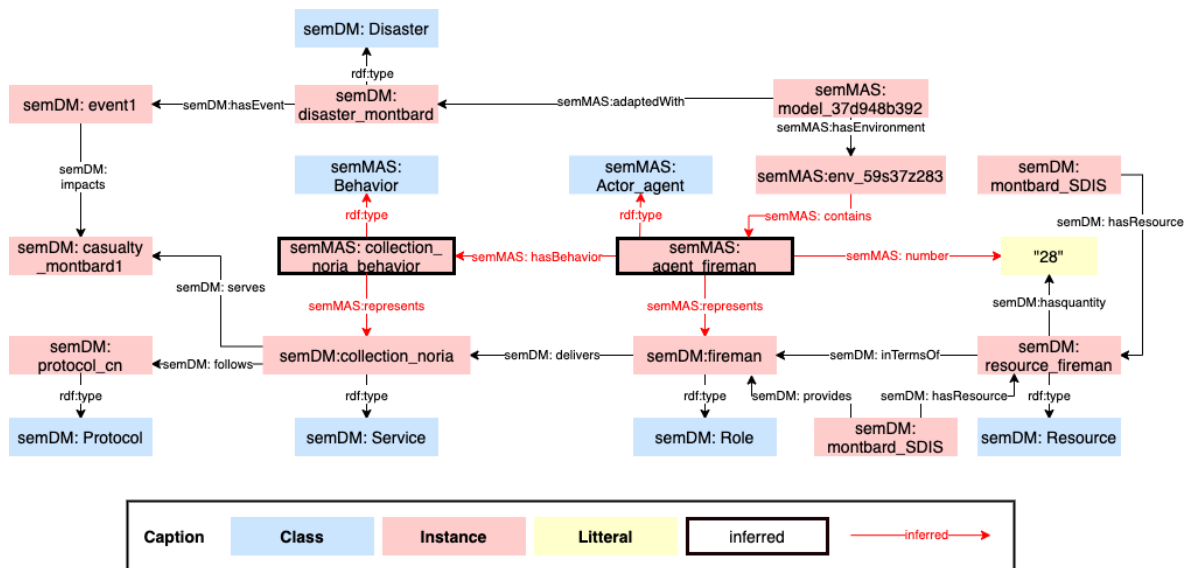 semDM: Disaster
rdf:type
semDM: event1
semDM:hasEvent
semDM:
disaster_montbard
semMAS:adaptedWith
semMAS:
model_37d948b392
semMAS:hasEnvironment
semDM:
impacts
semMAS:
Behavior
semMAS:
Actor_agent
semMAS:env_59s37z283
semDM:
montbard_SDIS
rdf:type
rdf:type
semMAS: contains
semDM: hasResource
semDM: casualty
_montbard1
semMAS: collection_
noria_behavior
semMAS: hasBehavior
semMAS:
agent_fireman
semMAS: number
"28"
semDM: serves
semMAS:represents
semMAS:represents
semDM:hasquantity
semDM:
protocol_cn
semDM: follows
semDM:collection_noria
semDM: delivers
semDM:fireman
semDM: inTermsOf
semDM:
resource_fireman
rdf:type
rdf:type
rdf:type
semDM: provides
semDM: hasResource
rdf:type
semDM: Protocol
semDM: Service
semDM: Role
semDM:
montbard_SDIS
semDM: Resource
Caption
Class
Instance
Litteral
inferred
inferred